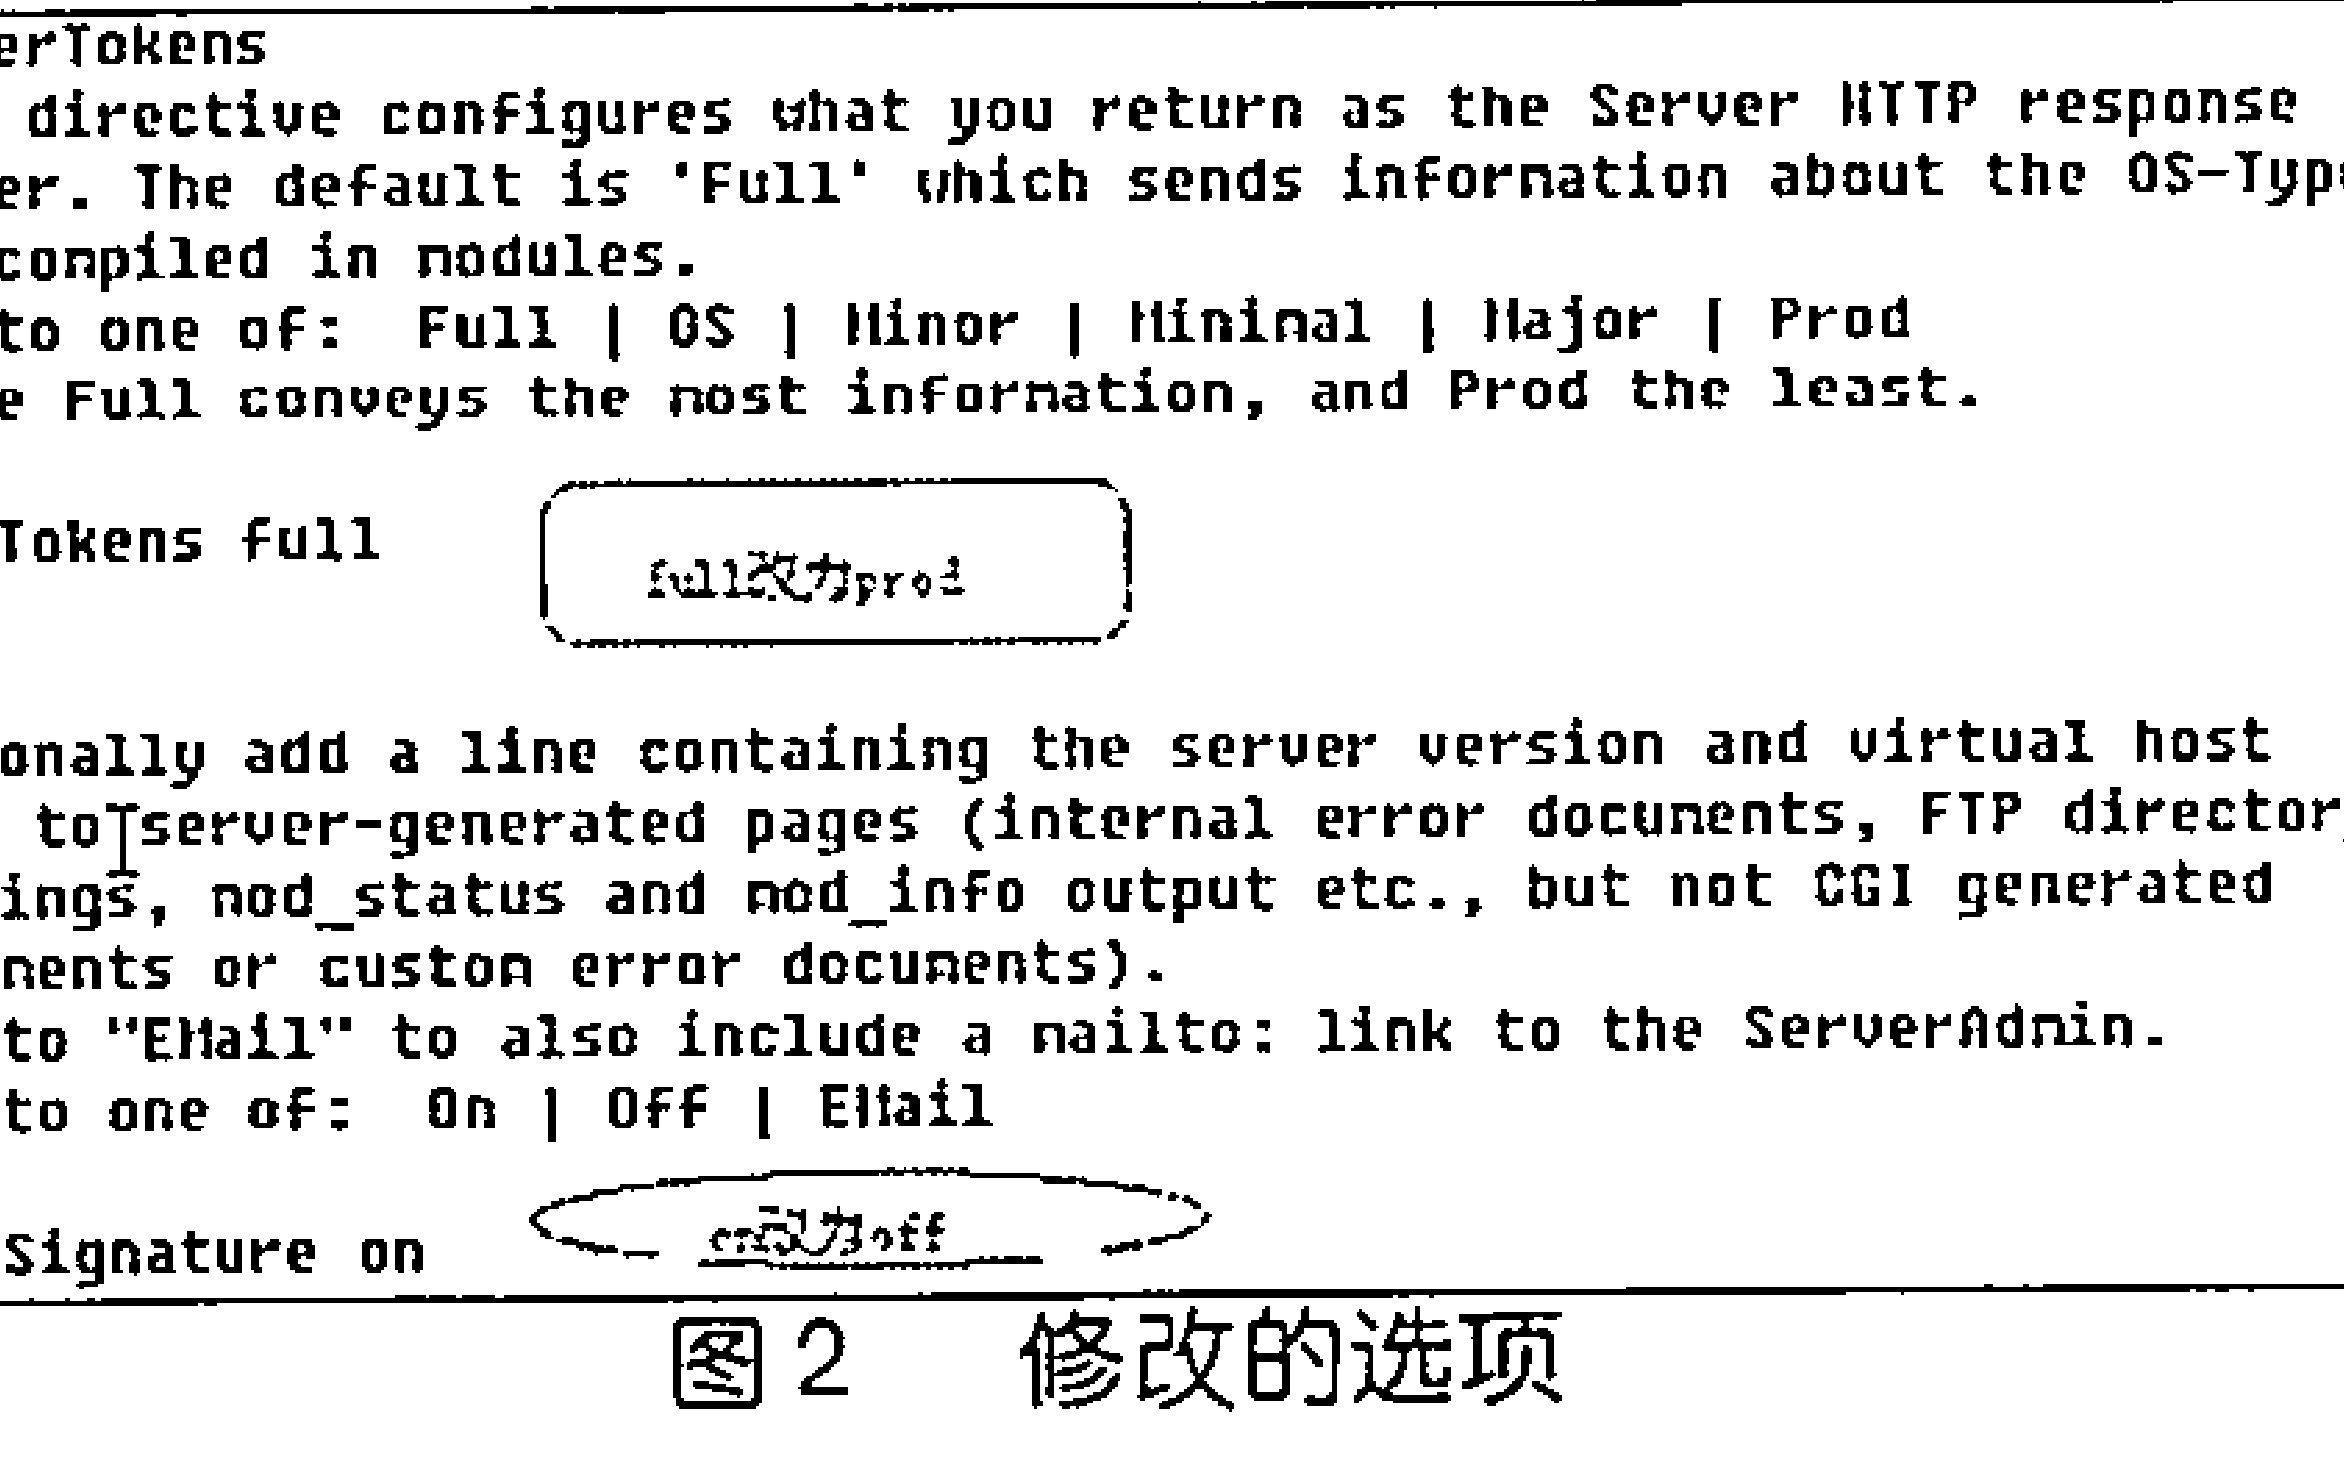 erTokens
directive configures what you return as the Server HTTP response
er. The default is 'Full' which sends information about the OS-Type
compiled in modules.
to one of:  Full | OS | Minor | Minimal | Major | Prod
e Full conveys the most information, and Prod the least.
Tokens full
full改为prod
onally add a line containing the server version and virtual host
to server-generated pages (internal error documents, FTP director
ings, mod_status and mod_info output etc., but not CGI generated
ments or custom error documents).
to "EMail" to also include a mailto: link to the ServerAdmin.
to one of:  On | Off | EMail
Signature on
on改为off
图2 修改的选项